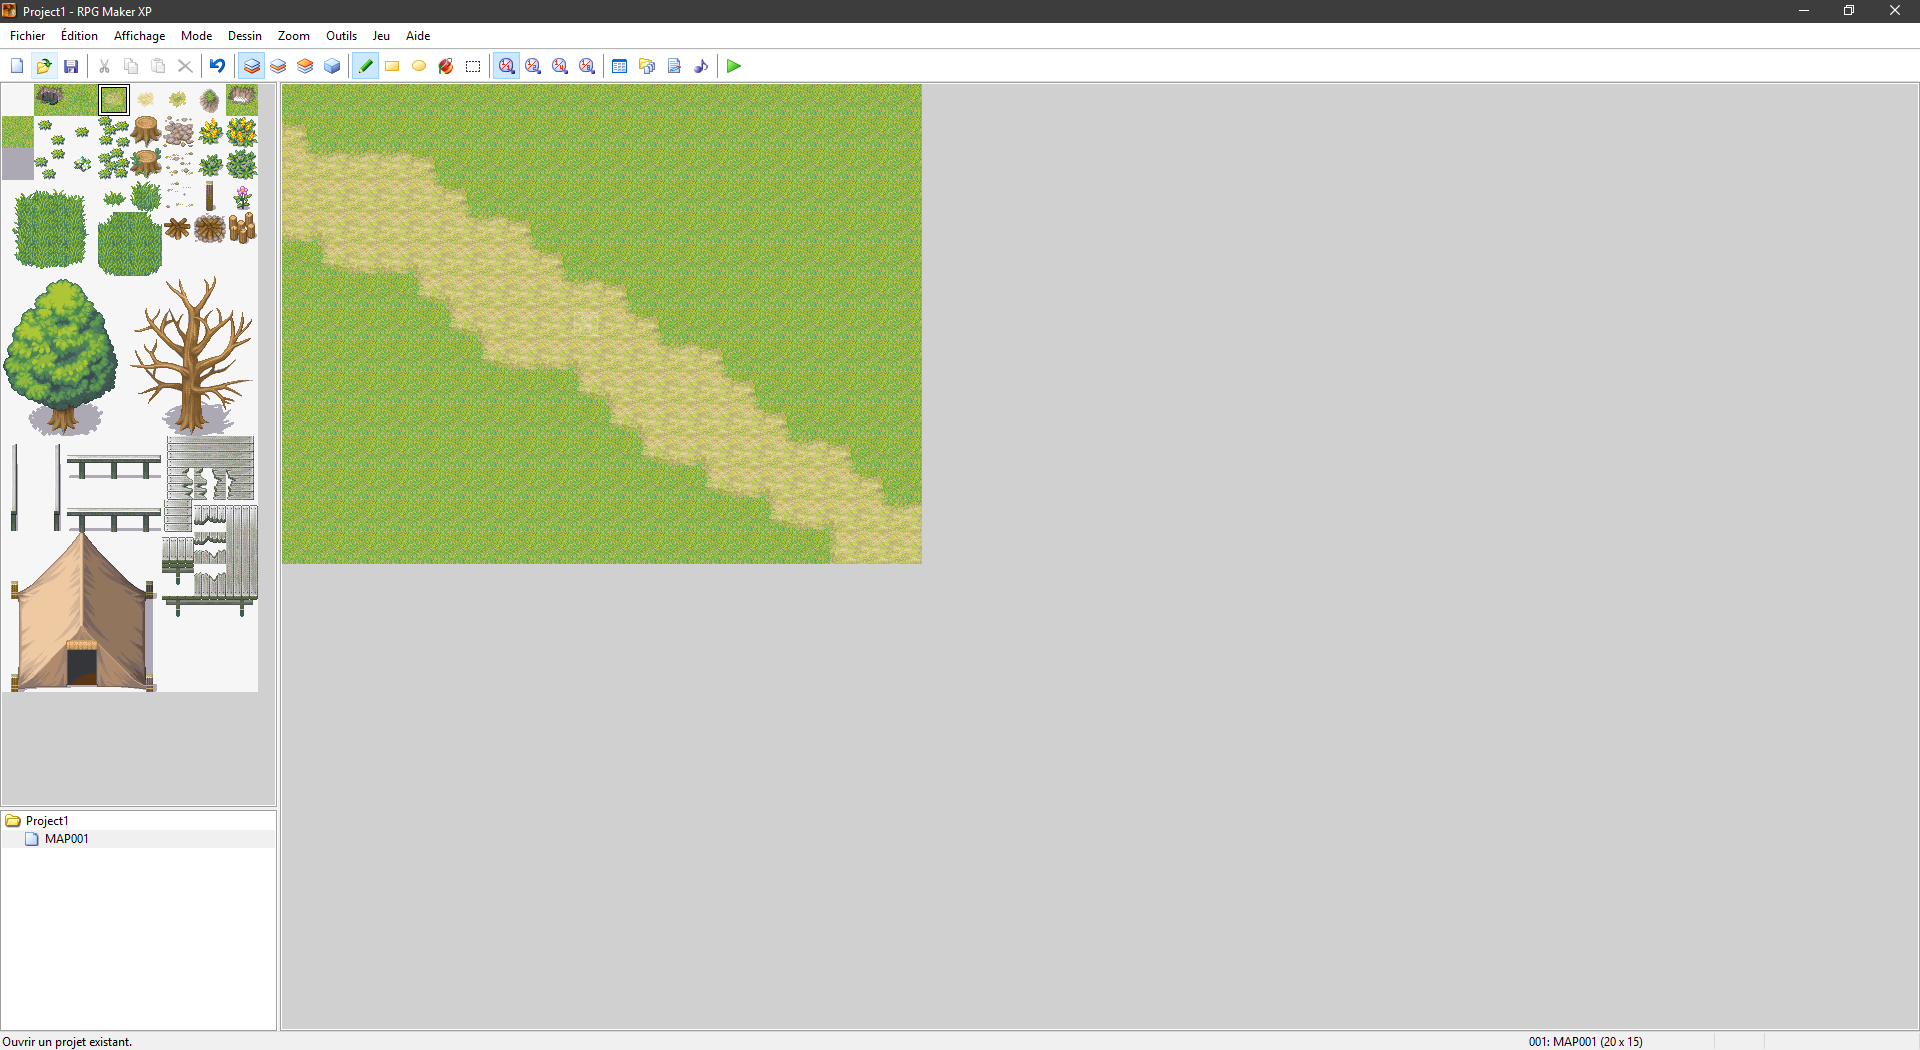 Project1 - RPG Maker XP
Fichier Édition Affichage Mode Dessin Zoom Outils Jeu Aide
Project1
MAP001
Ouvrir un projet existant.
001: MAP001 (20 x 15)